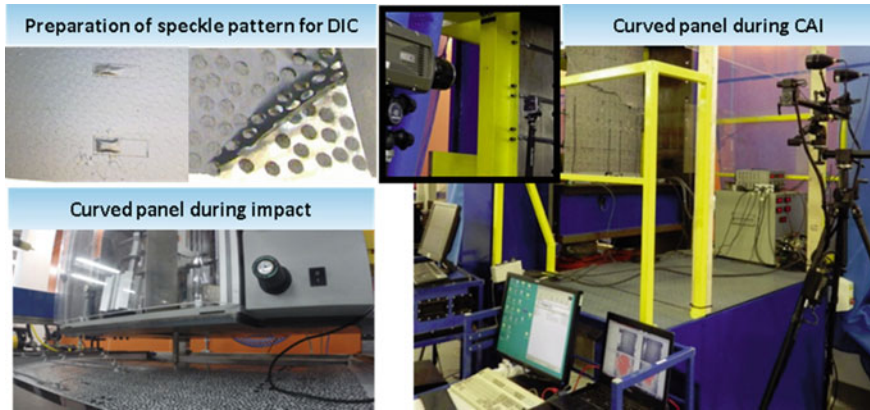 Preparation of speckle pattern for DIC
Curved panel during CAI
Curved panel during impact